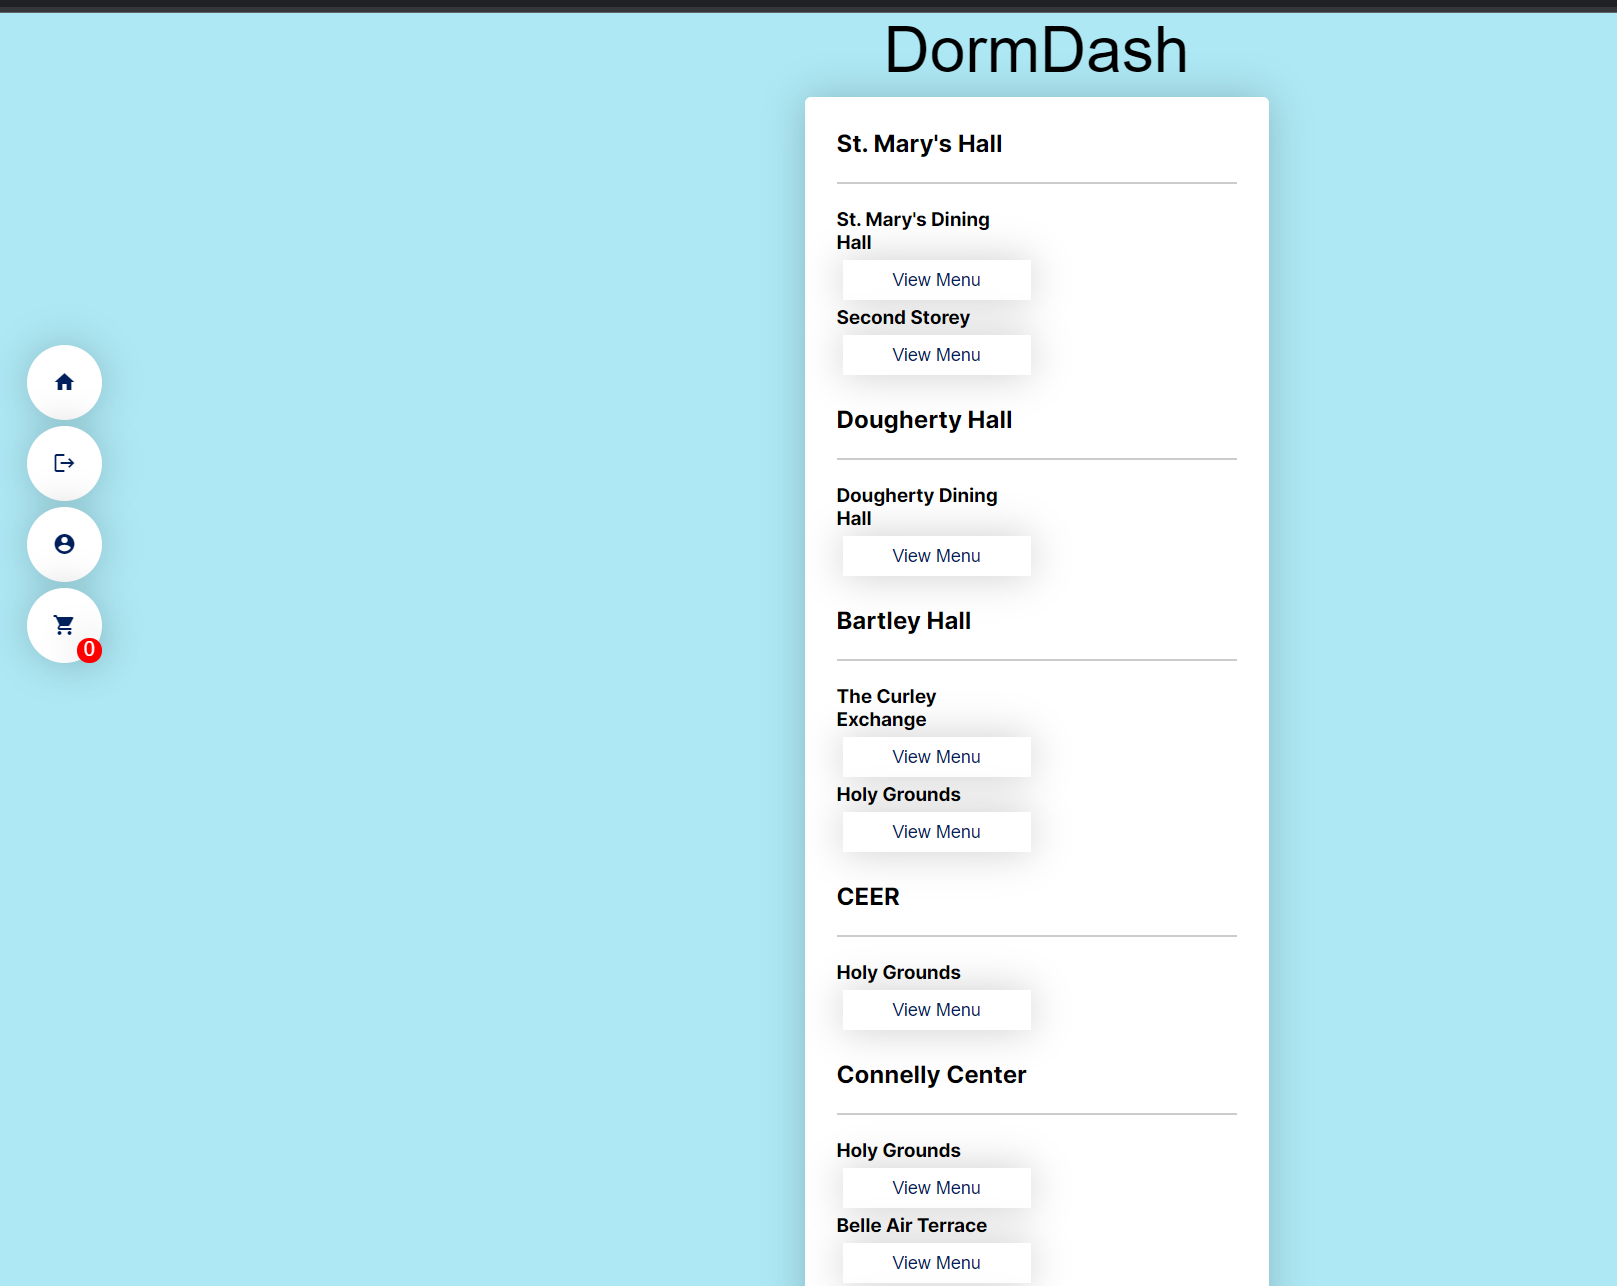 DormDash
St. Mary's Hall
St. Mary's Dining
Hall
View Menu
Second Storey
View Menu
Dougherty Hall
Dougherty Dining
Hall
View Menu
Bartley Hall
The Curley
Exchange
View Menu
Holy Grounds
View Menu
CEER
Holy Grounds
View Menu
Connelly Center
Holy Grounds
View Menu
Belle Air Terrace
View Menu
0